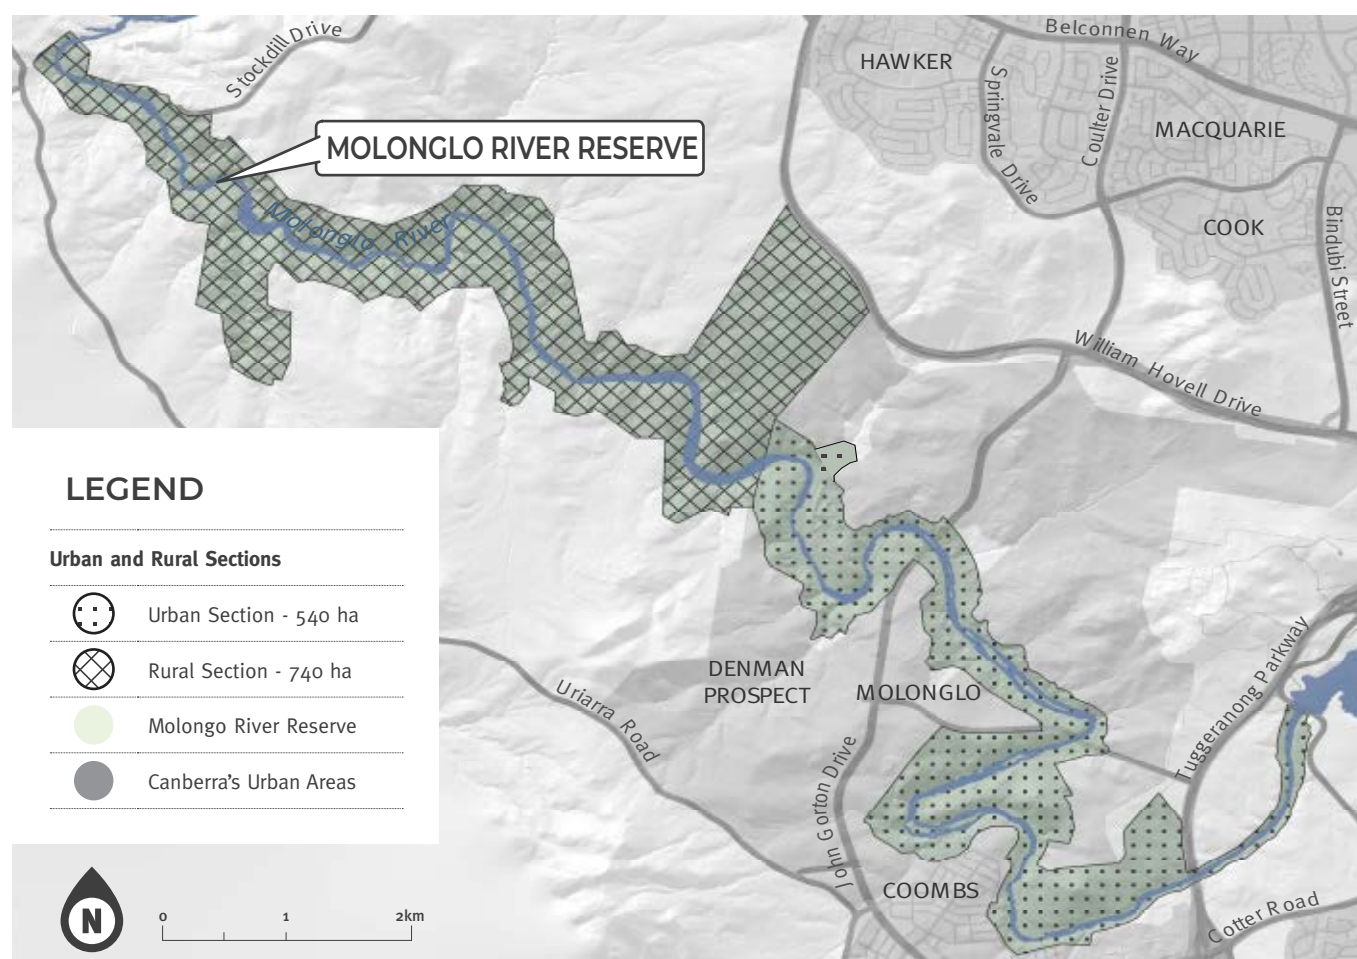 Stockdill Drive
Belconnen Way
HAWKER
Springvale Drive
Coulter Drive
MACQUARIE
MOLONGLO RIVER RESERVE
Molonglo River
COOK
Bindubi Street
William Hovell Drive
LEGEND
Urban and Rural Sections
Urban Section - 540 ha
Rural Section - 740 ha
Molongo River Reserve
Canberra's Urban Areas
DENMAN
PROSPECT
MOLONGLO
Uriarra Road
Tuggeranong Parkway
John Gorton Drive
COOMBS
Cotter Road
N
0 1 2km